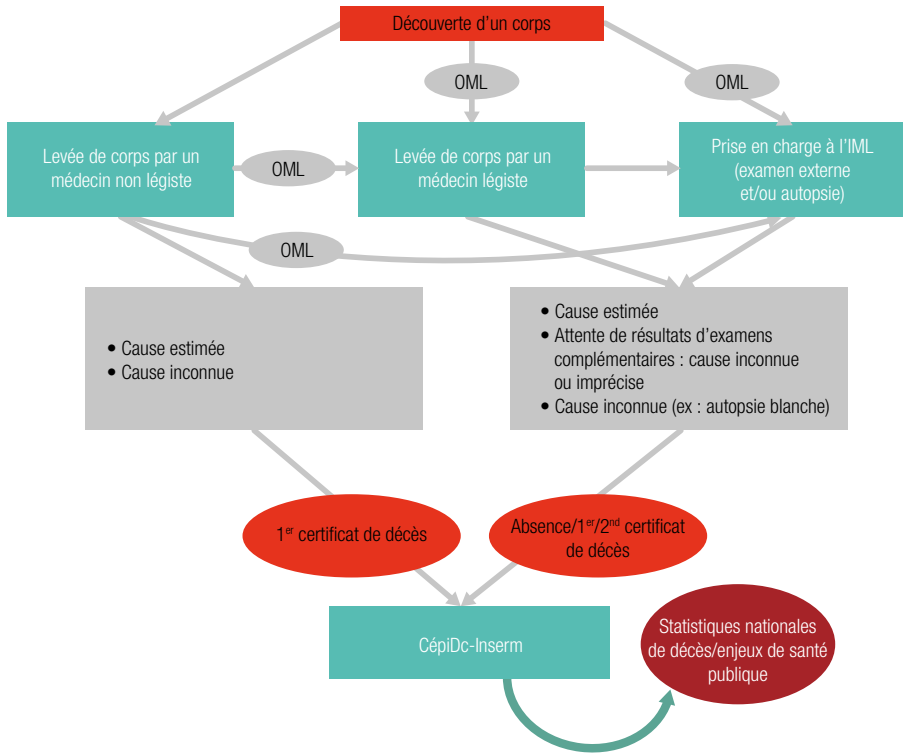 Découverte d'un corps
OML
OML
Levée de corps par un
médecin non légiste
OML
Levée de corps par un
médecin légiste
Prise en charge à l'IML
(examen externe
et/ou autopsie)
OML
• Cause estimée
• Cause inconnue
• Cause estimée
• Attente de résultats d'examens
complémentaires : cause inconnue
ou imprécise
• Cause inconnue (ex : autopsie blanche)
1er certificat de décès
Absence/1er/2nd certificat
de décès
CépiDc-Inserm
Statistiques nationales
de décès/enjeux de santé
publique